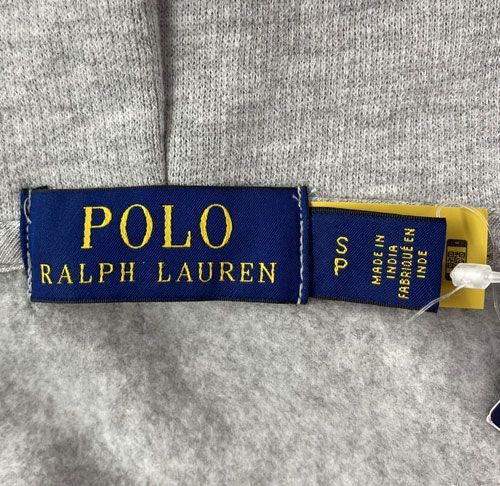 POLO
RALPH LAUREN
S
P
MADE IN
INDIA
FABRIQUÉ EN
INDE